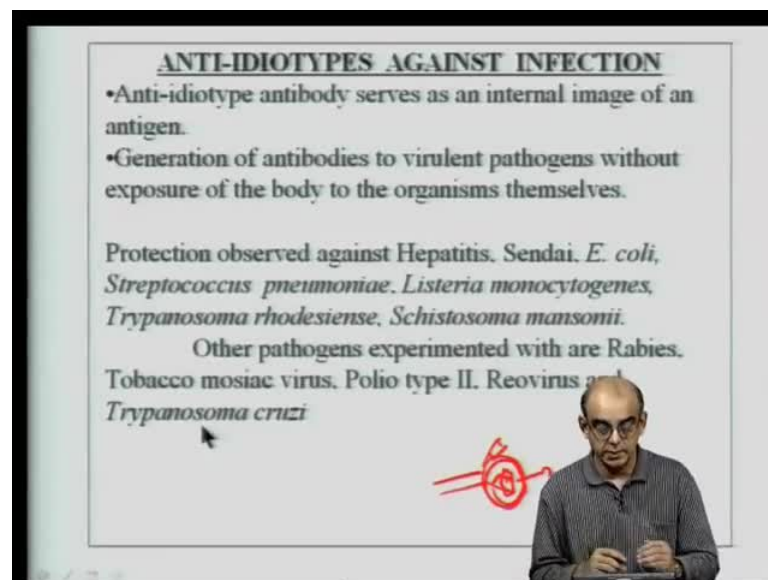 ANTI-IDIOTYPES AGAINST INFECTION
•Anti-idiotype antibody serves as an internal image of an
antigen.
•Generation of antibodies to virulent pathogens without
exposure of the body to the organisms themselves.
Protection observed against Hepatitis, Sendai, E. coli,
Streptococcus pneumoniae, Listeria monocytogenes,
Trypanosoma rhodesiense, Schistosoma mansonii.
Other pathogens experimented with are Rabies,
Tobacco mosiac virus, Polio type II, Reovirus and
Trypanosoma cruzi